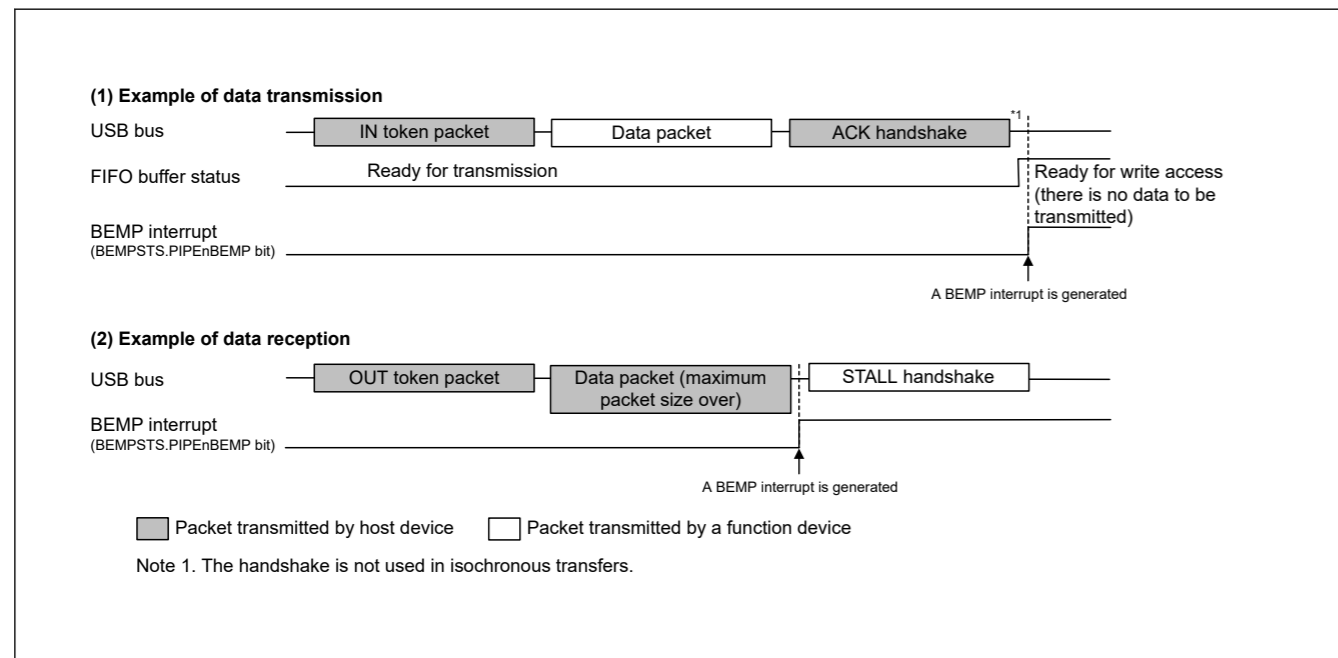 (1) Example of data transmission
USB bus
IN token packet
Data packet
ACK handshake
*1
FIFO buffer status
Ready for transmission
Ready for write access
(there is no data to be
transmitted)
BEMP interrupt
(BEMPSTS.PIPEnBEMP bit)
A BEMP interrupt is generated
(2) Example of data reception
USB bus
OUT token packet
Data packet (maximum
packet size over)
STALL handshake
BEMP interrupt
(BEMPSTS.PIPEnBEMP bit)
A BEMP interrupt is generated
Packet transmitted by host device
Packet transmitted by a function device
Note 1. The handshake is not used in isochronous transfers.